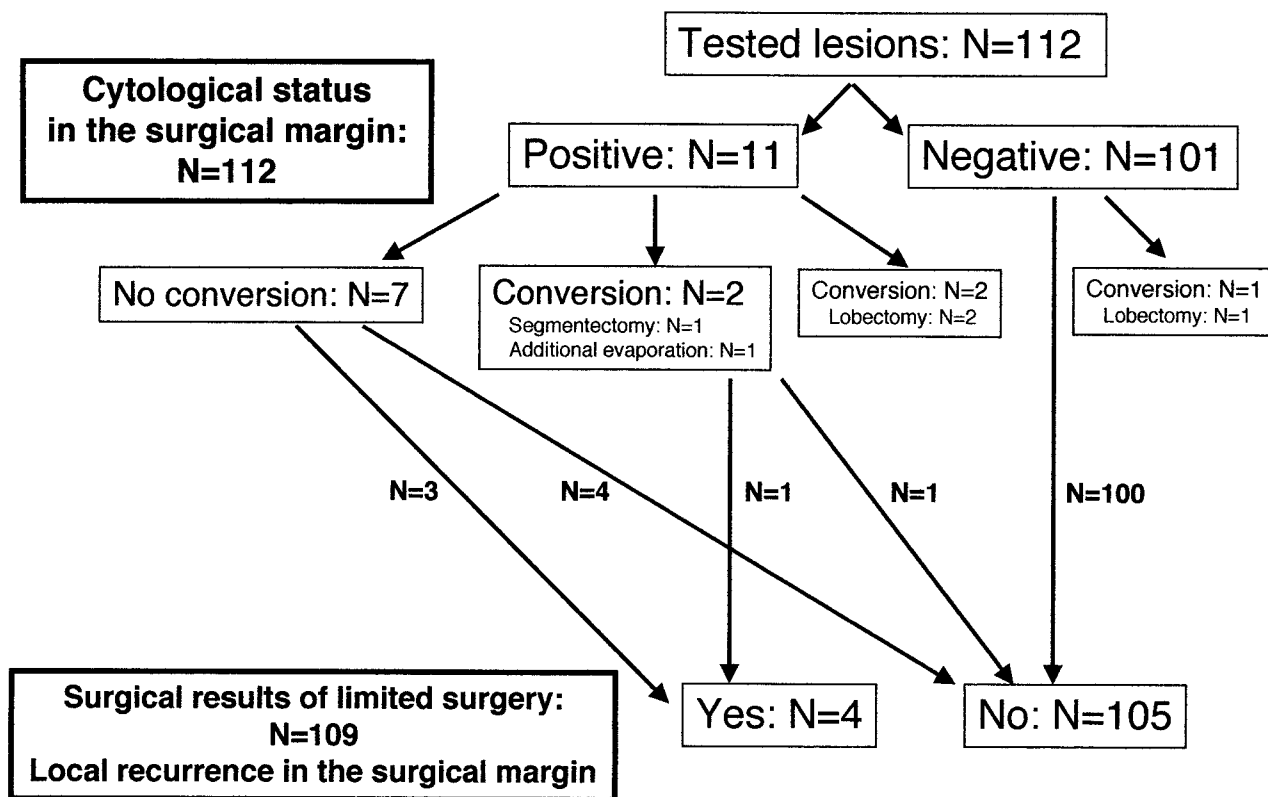 Tested lesions: N=112
Cytological status
in the surgical margin:
N=112
Positive: N=11
Negative: N=101
No conversion: N=7
Conversion: N=2
Segmentectomy: N=1
Additional evaporation: N=1
Conversion: N=2
Lobectomy: N=2
Conversion: N=1
Lobectomy: N=1
N=3
N=4
N=1
N=1
N=100
Surgical results of limited surgery:
N=109
Local recurrence in the surgical margin
Yes: N=4
No: N=105